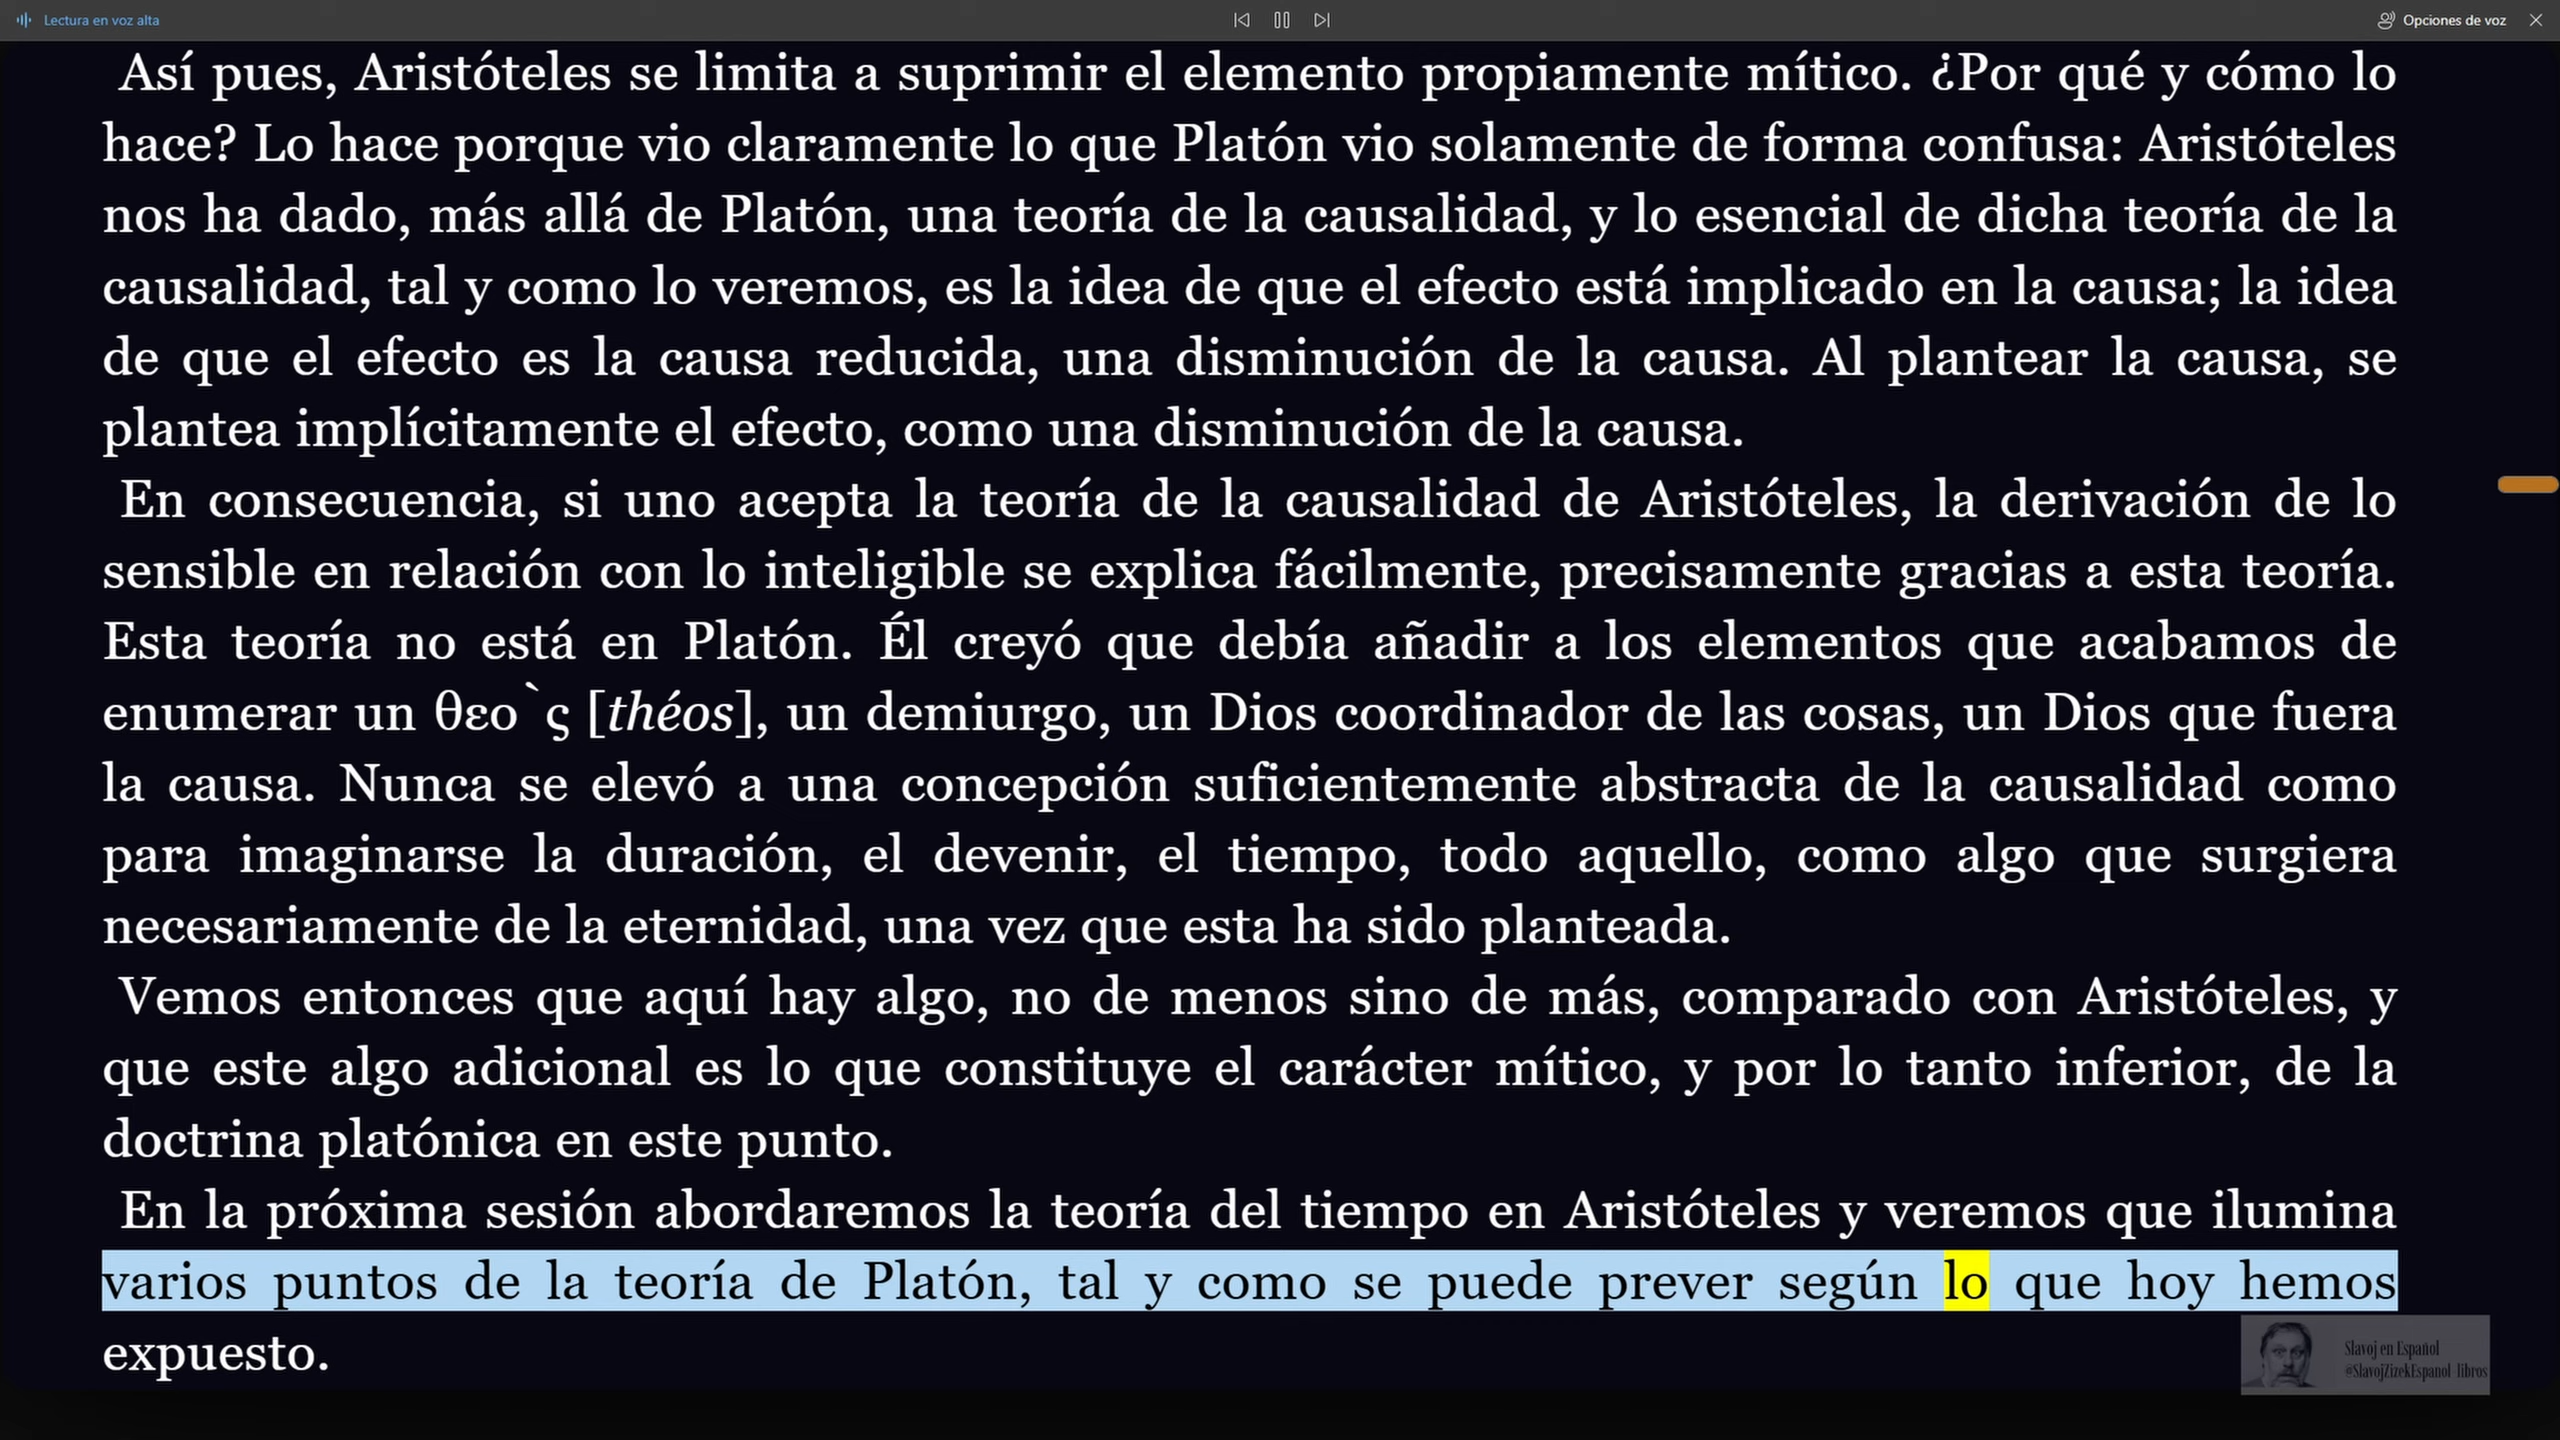 Lectura en voz alta
Opciones de voz
Así pues, Aristóteles se limita a suprimir el elemento propiamente mítico. ¿Por qué y cómo lo
hace? Lo hace porque vio claramente lo que Platón vio solamente de forma confusa: Aristóteles
nos ha dado, más allá de Platón, una teoría de la causalidad, y lo esencial de dicha teoría de la
causalidad, tal y como lo veremos, es la idea de que el efecto está implicado en la causa; la idea
de que el efecto es la causa reducida, una disminución de la causa. Al plantear la causa, se
plantea implícitamente el efecto, como una disminución de la causa.
En consecuencia, si uno acepta la teoría de la causalidad de Aristóteles, la derivación de lo
sensible en relación con lo inteligible se explica fácilmente, precisamente gracias a esta teoría.
Esta teoría no está en Platón. Él creyó que debía añadir a los elementos que acabamos de
enumerar un θεο`ς [théos], un demiurgo, un Dios coordinador de las cosas, un Dios que fuera
la causa. Nunca se elevó a una concepción suficientemente abstracta de la causalidad como
para imaginarse la duración, el devenir, el tiempo, todo aquello, como algo que surgiera
necesariamente de la eternidad, una vez que esta ha sido planteada.
Vemos entonces que aquí hay algo, no de menos sino de más, comparado con Aristóteles, y
que este algo adicional es lo que constituye el carácter mítico, y por lo tanto inferior, de la
doctrina platónica en este punto.
En la próxima sesión abordaremos la teoría del tiempo en Aristóteles y veremos que ilumina
varios puntos de la teoría de Platón, tal y como se puede prever según lo que hoy hemos
expuesto.
Slavoj en Español
@SlavojZizekEspanol libros